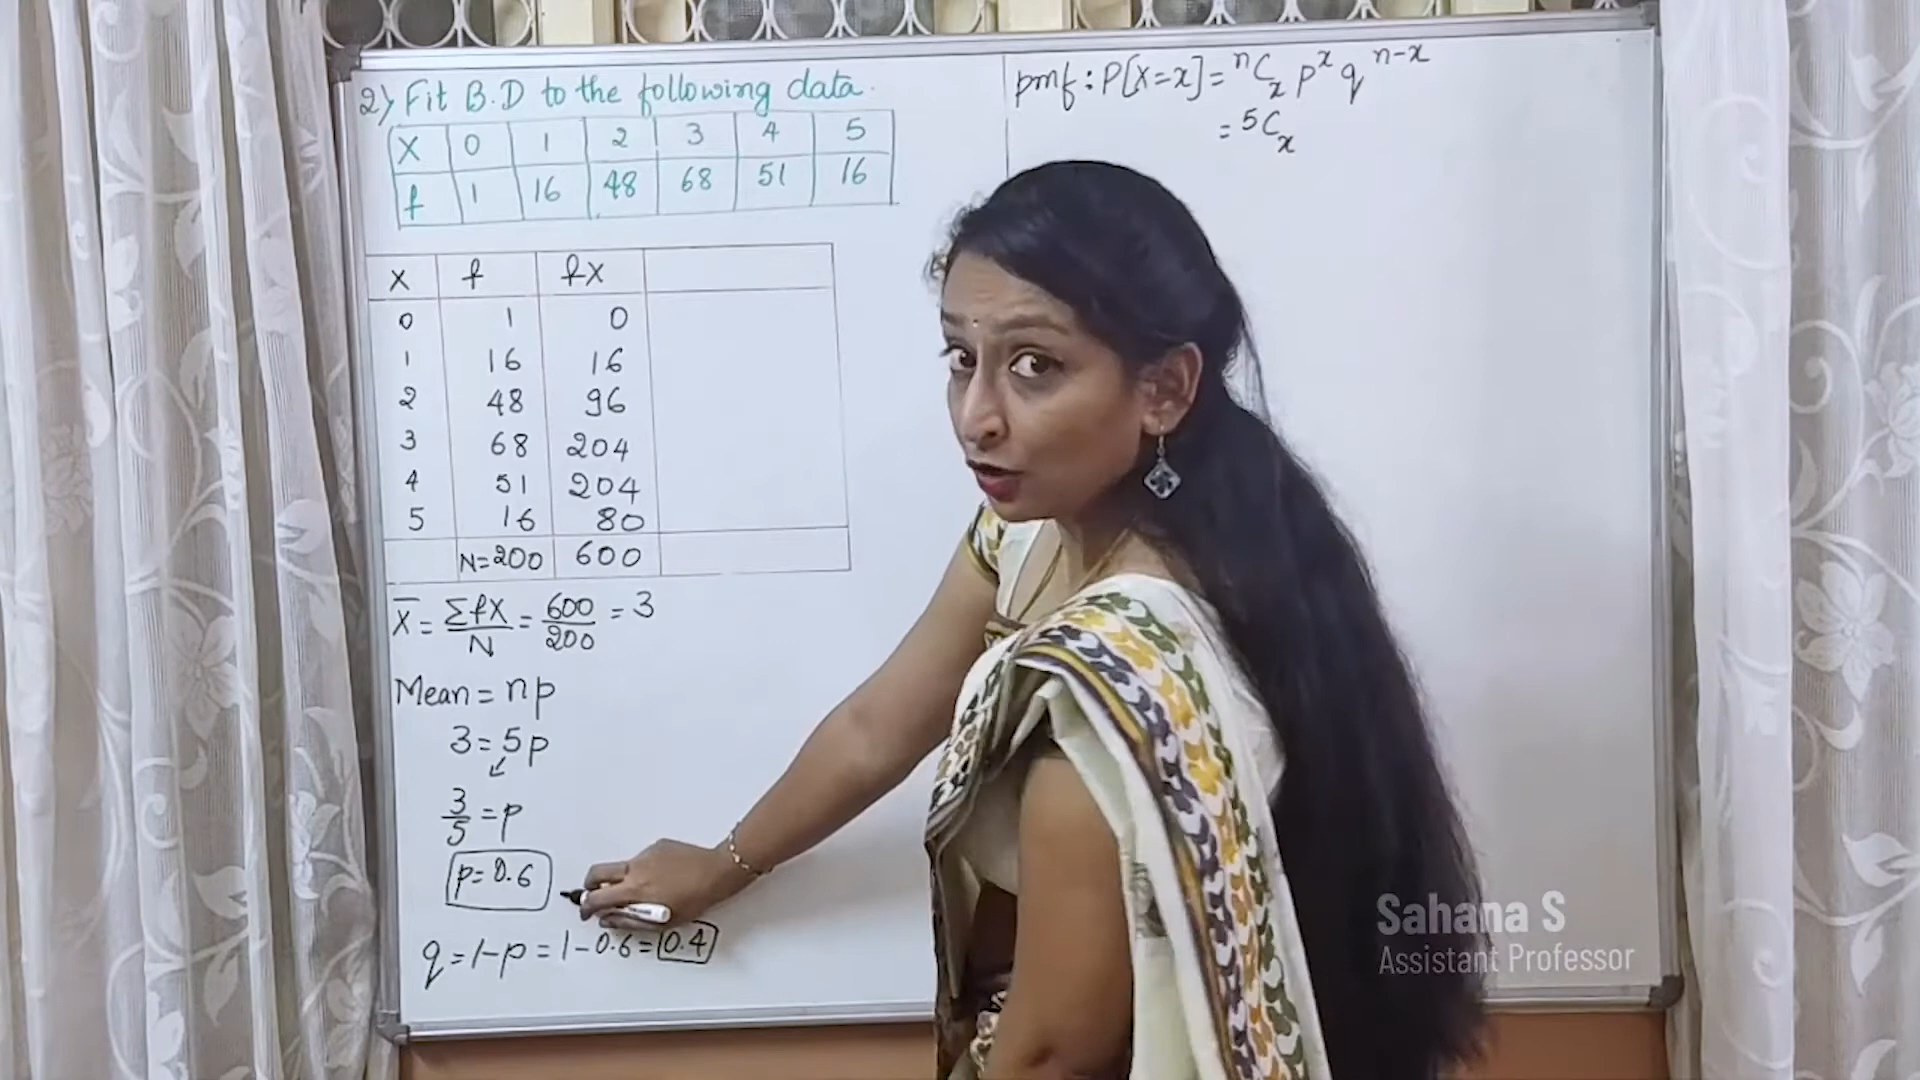 2) Fit B.D to the following data.
X 0 1 2 3 4 5
f 1 16 48 68 51 16
X f fX
0 1 0
1 16 16
2 48 96
3 68 204
4 51 204
5 16 80
N=200 600
X̄ = ΣfX/N = 600/200 = 3
Mean = np
3 = 5p
3/5 = p
p=0.6
q = 1-p = 1-0.6 = 0.4
pmf : P[X=x] = ⁿCₓ pˣ qⁿ⁻ˣ
= ⁵Cₓ
Sahana S
Assistant Professor